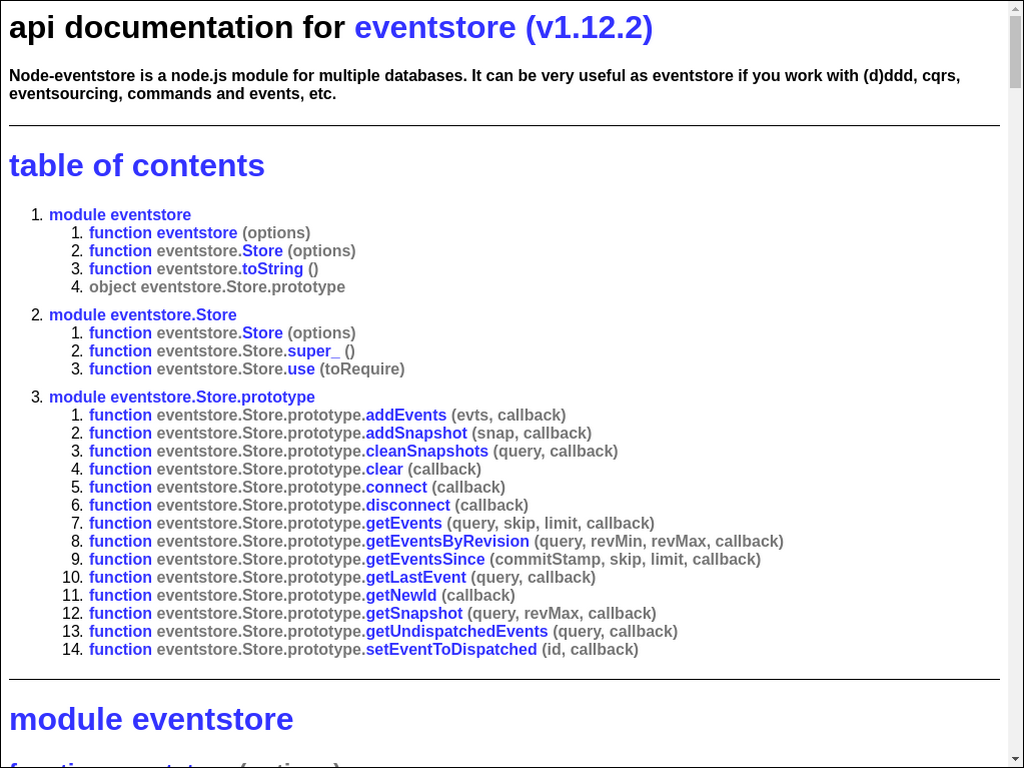 api documentation for eventstore (v1.12.2)
Node-eventstore is a node.js module for multiple databases. It can be very useful as eventstore if you work with (d)ddd, cqrs,
eventsourcing, commands and events, etc.
table of contents
1. module eventstore
1. function eventstore (options)
2. function eventstore.Store (options)
3. function eventstore.toString ()
4. object eventstore.Store.prototype
2. module eventstore.Store
1. function eventstore.Store (options)
2. function eventstore.Store.super_ ()
3. function eventstore.Store.use (toRequire)
3. module eventstore.Store.prototype
1. function eventstore.Store.prototype.addEvents (evts, callback)
2. function eventstore.Store.prototype.addSnapshot (snap, callback)
3. function eventstore.Store.prototype.cleanSnapshots (query, callback)
4. function eventstore.Store.prototype.clear (callback)
5. function eventstore.Store.prototype.connect (callback)
6. function eventstore.Store.prototype.disconnect (callback)
7. function eventstore.Store.prototype.getEvents (query, skip, limit, callback)
8. function eventstore.Store.prototype.getEventsByRevision (query, revMin, revMax, callback)
9. function eventstore.Store.prototype.getEventsSince (commitStamp, skip, limit, callback)
10. function eventstore.Store.prototype.getLastEvent (query, callback)
11. function eventstore.Store.prototype.getNewId (callback)
12. function eventstore.Store.prototype.getSnapshot (query, revMax, callback)
13. function eventstore.Store.prototype.getUndispatchedEvents (query, callback)
14. function eventstore.Store.prototype.setEventToDispatched (id, callback)
module eventstore